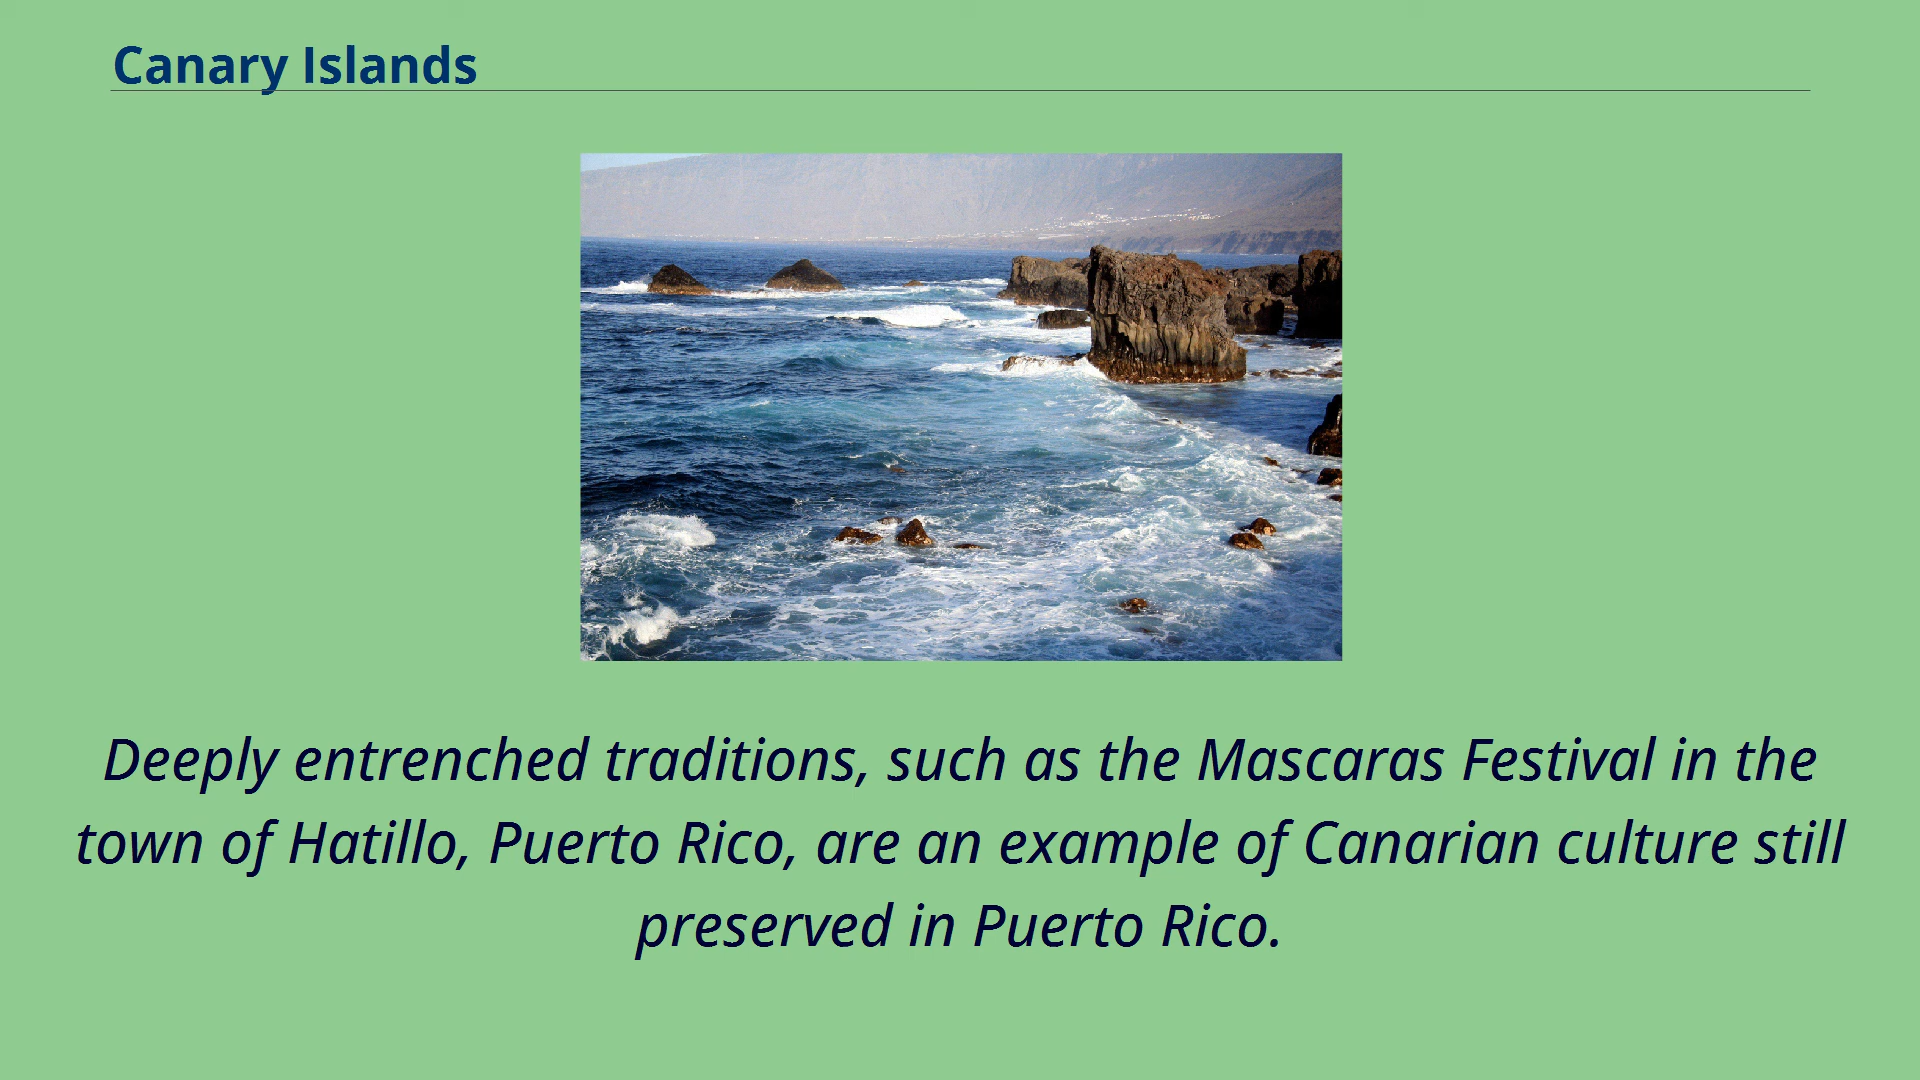 Canary Islands
Deeply entrenched traditions, such as the Mascaras Festival in the
town of Hatillo, Puerto Rico, are an example of Canarian culture still
preserved in Puerto Rico.